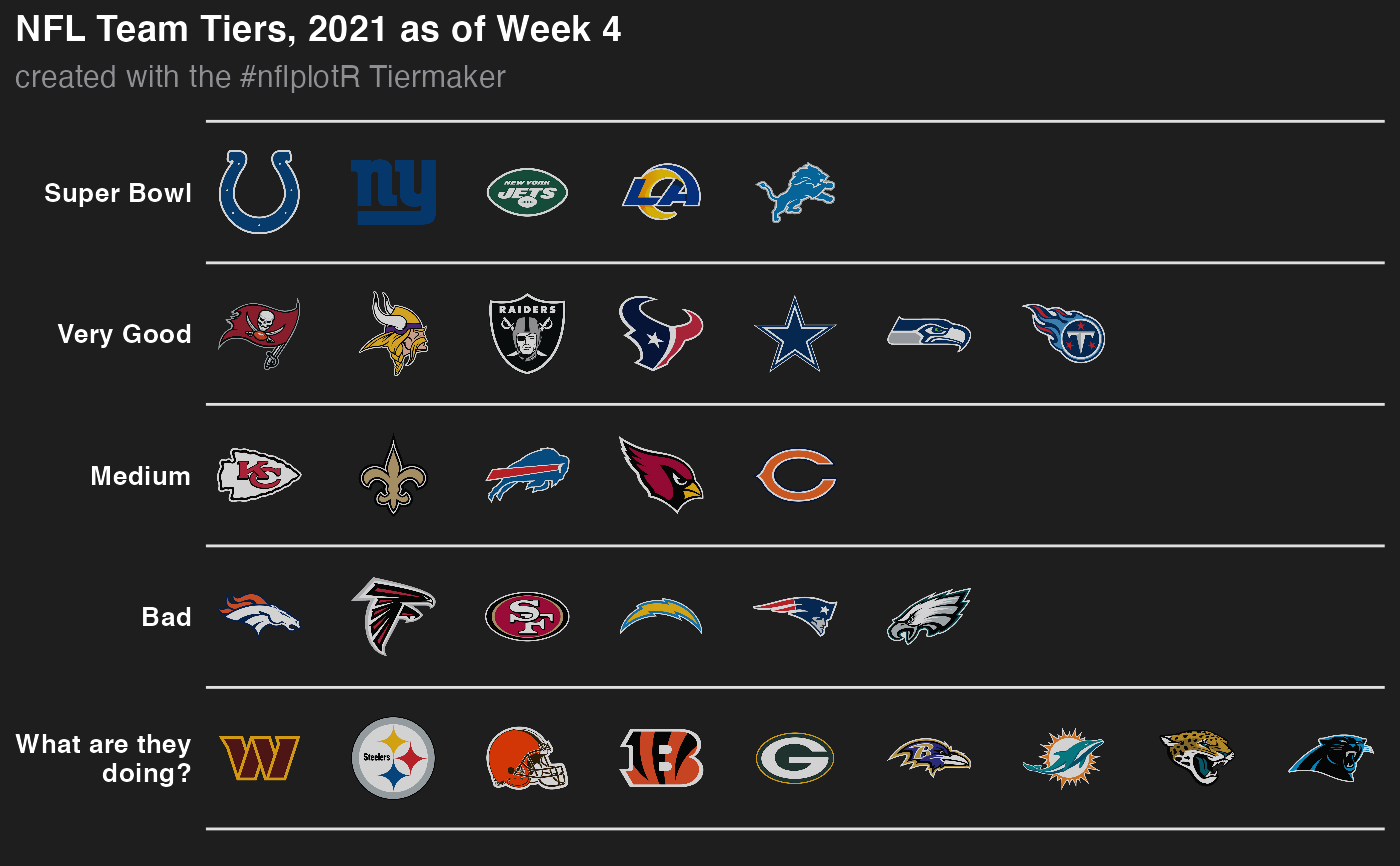 NFL Team Tiers, 2021 as of Week 4
created with the #nflplotR Tiermaker
Super Bowl
ny
NEW YORK
JETS
LA
Very Good
RAIDERS
T
Medium
KC
C
Bad
SF
What are they
doing?
W
Steelers
B
G
B